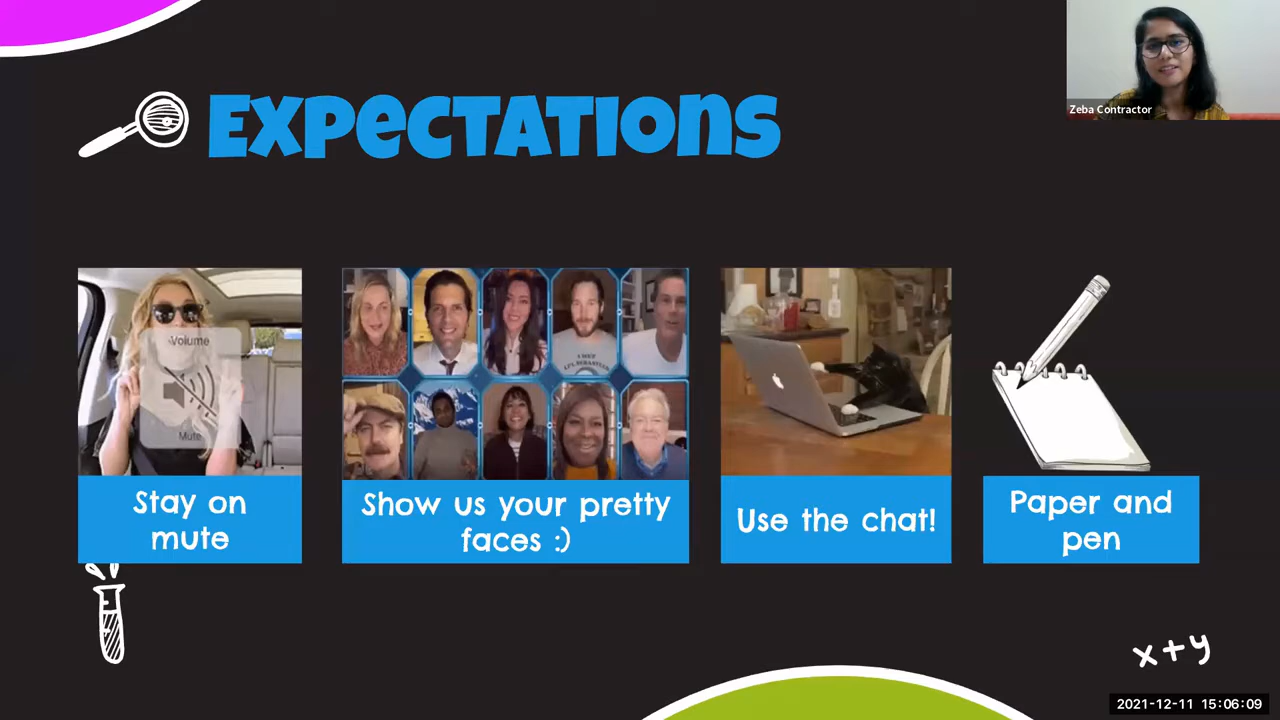 Zeba Contractor
Expectations
Volume
Mute
Stay on
mute
Show us your pretty
faces :)
Use the chat!
Paper and
pen
x+y
2021-12-11 15:06:09